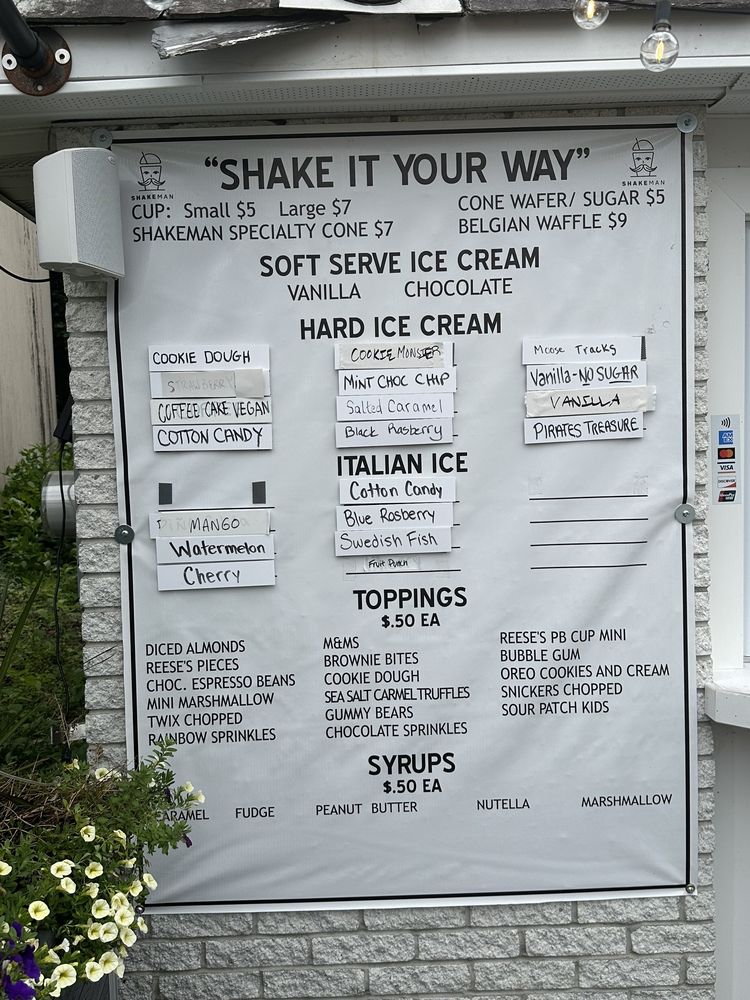 "SHAKE IT YOUR WAY"
SHAKEMAN
SHAKEMAN
CUP: Small $5 Large $7
CONE WAFER/ SUGAR $5
SHAKEMAN SPECIALTY CONE $7
BELGIAN WAFFLE $9
SOFT SERVE ICE CREAM
VANILLA CHOCOLATE
HARD ICE CREAM
COOKIE DOUGH
STRAWBERRY
COFFEE CAKE VEGAN
COTTON CANDY
COOKIE MONSTER
MINT CHOC CHIP
Salted Caramel
Black Rasberry
Moose Tracks
Vanilla-NO SUGAR
VANILLA
PIRATES TREASURE
ITALIAN ICE
MANGO
Watermelon
Cherry
Cotton Candy
Blue Rosberry
Swedish Fish
Fruit Punch
TOPPINGS
$.50 EA
DICED ALMONDS
REESE'S PIECES
CHOC. ESPRESSO BEANS
MINI MARSHMALLOW
TWIX CHOPPED
RAINBOW SPRINKLES
M&MS
BROWNIE BITES
COOKIE DOUGH
SEA SALT CARMEL TRUFFLES
GUMMY BEARS
CHOCOLATE SPRINKLES
REESE'S PB CUP MINI
BUBBLE GUM
OREO COOKIES AND CREAM
SNICKERS CHOPPED
SOUR PATCH KIDS
SYRUPS
$.50 EA
ARAMEL FUDGE PEANUT BUTTER NUTELLA MARSHMALLOW
VISA
DISCOVER